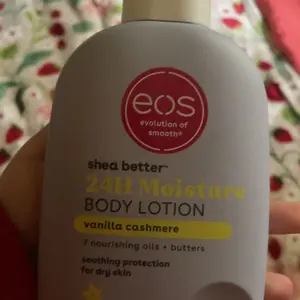 eos
evolution of
smooth®
shea better™
24H Moisture
BODY LOTION
vanilla cashmere
7 nourishing oils + butters
soothing protection
for dry skin